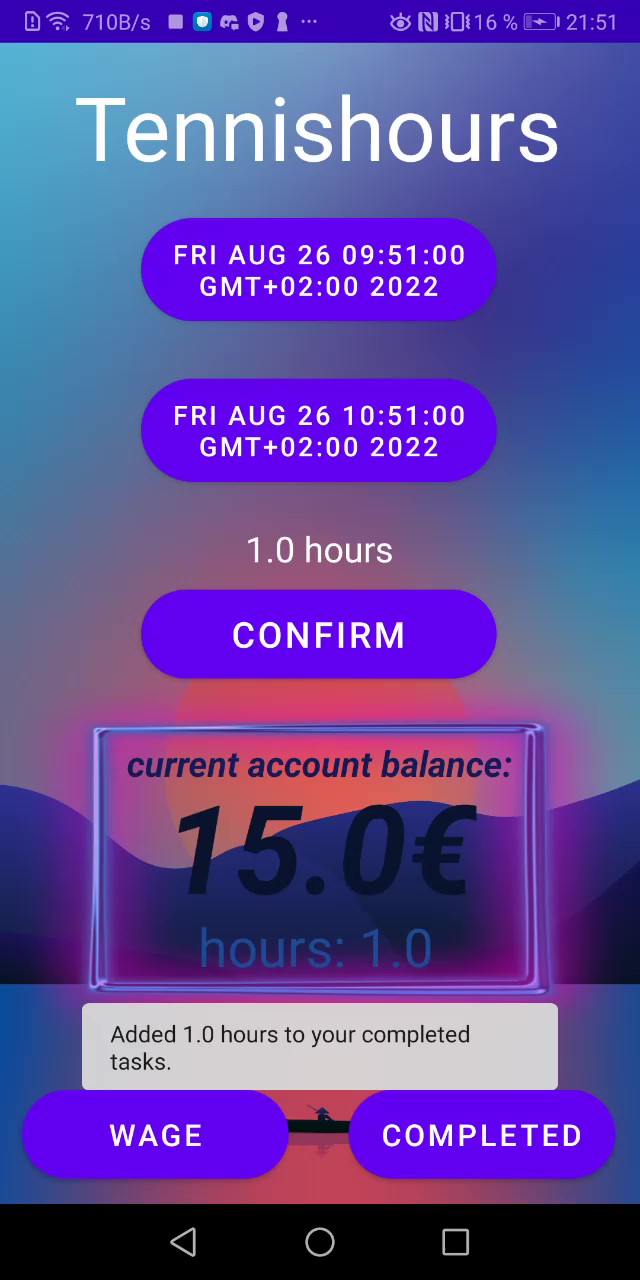 710B/s ... 16 % 21:51
Tennishours
FRI AUG 26 09:51:00
GMT+02:00 2022
FRI AUG 26 10:51:00
GMT+02:00 2022
1.0 hours
CONFIRM
current account balance:
15.0€
hours: 1.0
Added 1.0 hours to your completed
tasks.
WAGE COMPLETED